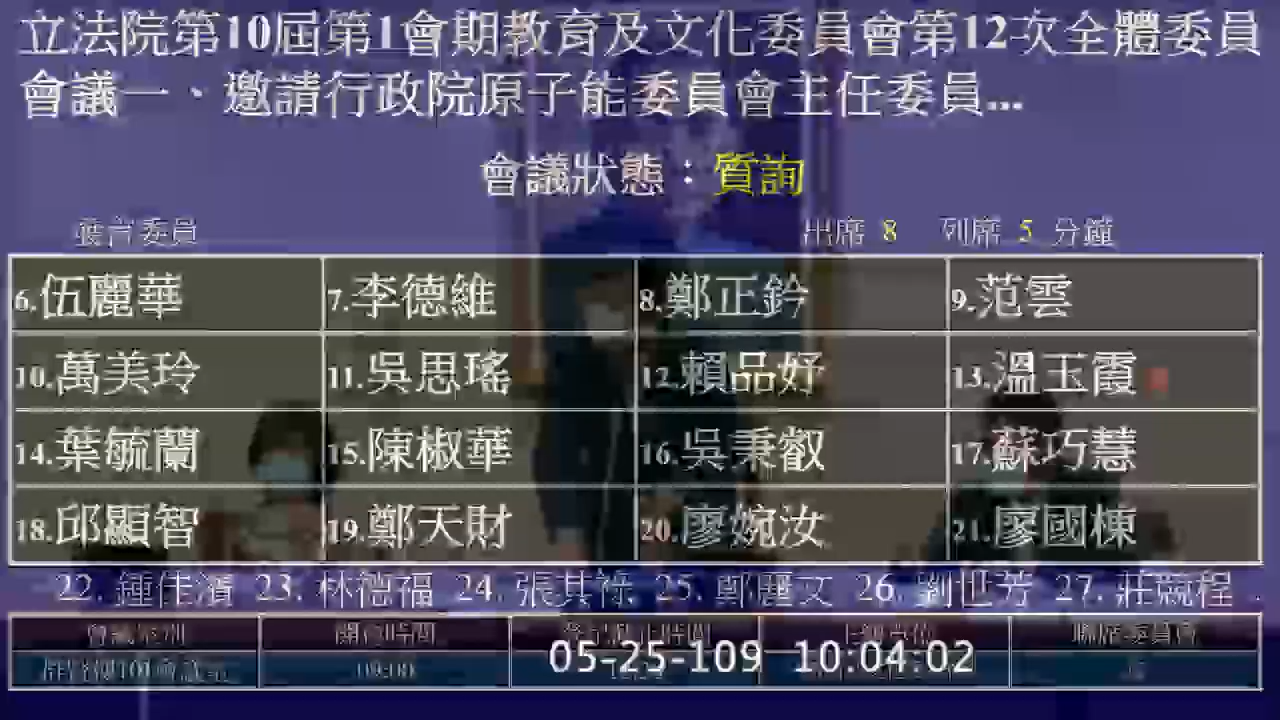 立法院第10屆第1會期教育及文化委員會第12次全體委員
會議一、邀請行政院原子能委員會主任委員...
會議狀態：質詢
發言委員 出席 8 列席 5 分鐘
6.伍麗華 7.李德維 8.鄭正鈐 9.范雲
10.萬美玲 11.吳思瑤 12.賴品妤 13.溫玉霞
14.葉毓蘭 15.陳椒華 16.吳秉叡 17.蘇巧慧
18.邱顯智 19.鄭天財 20.廖婉汝 21.廖國棟
22. 鍾佳濱 23. 林德福 24. 張其祿 25. 鄭麗文 26. 劉世芳 27. 莊競程
開會時間
09:00
05-25-109 10:04:02